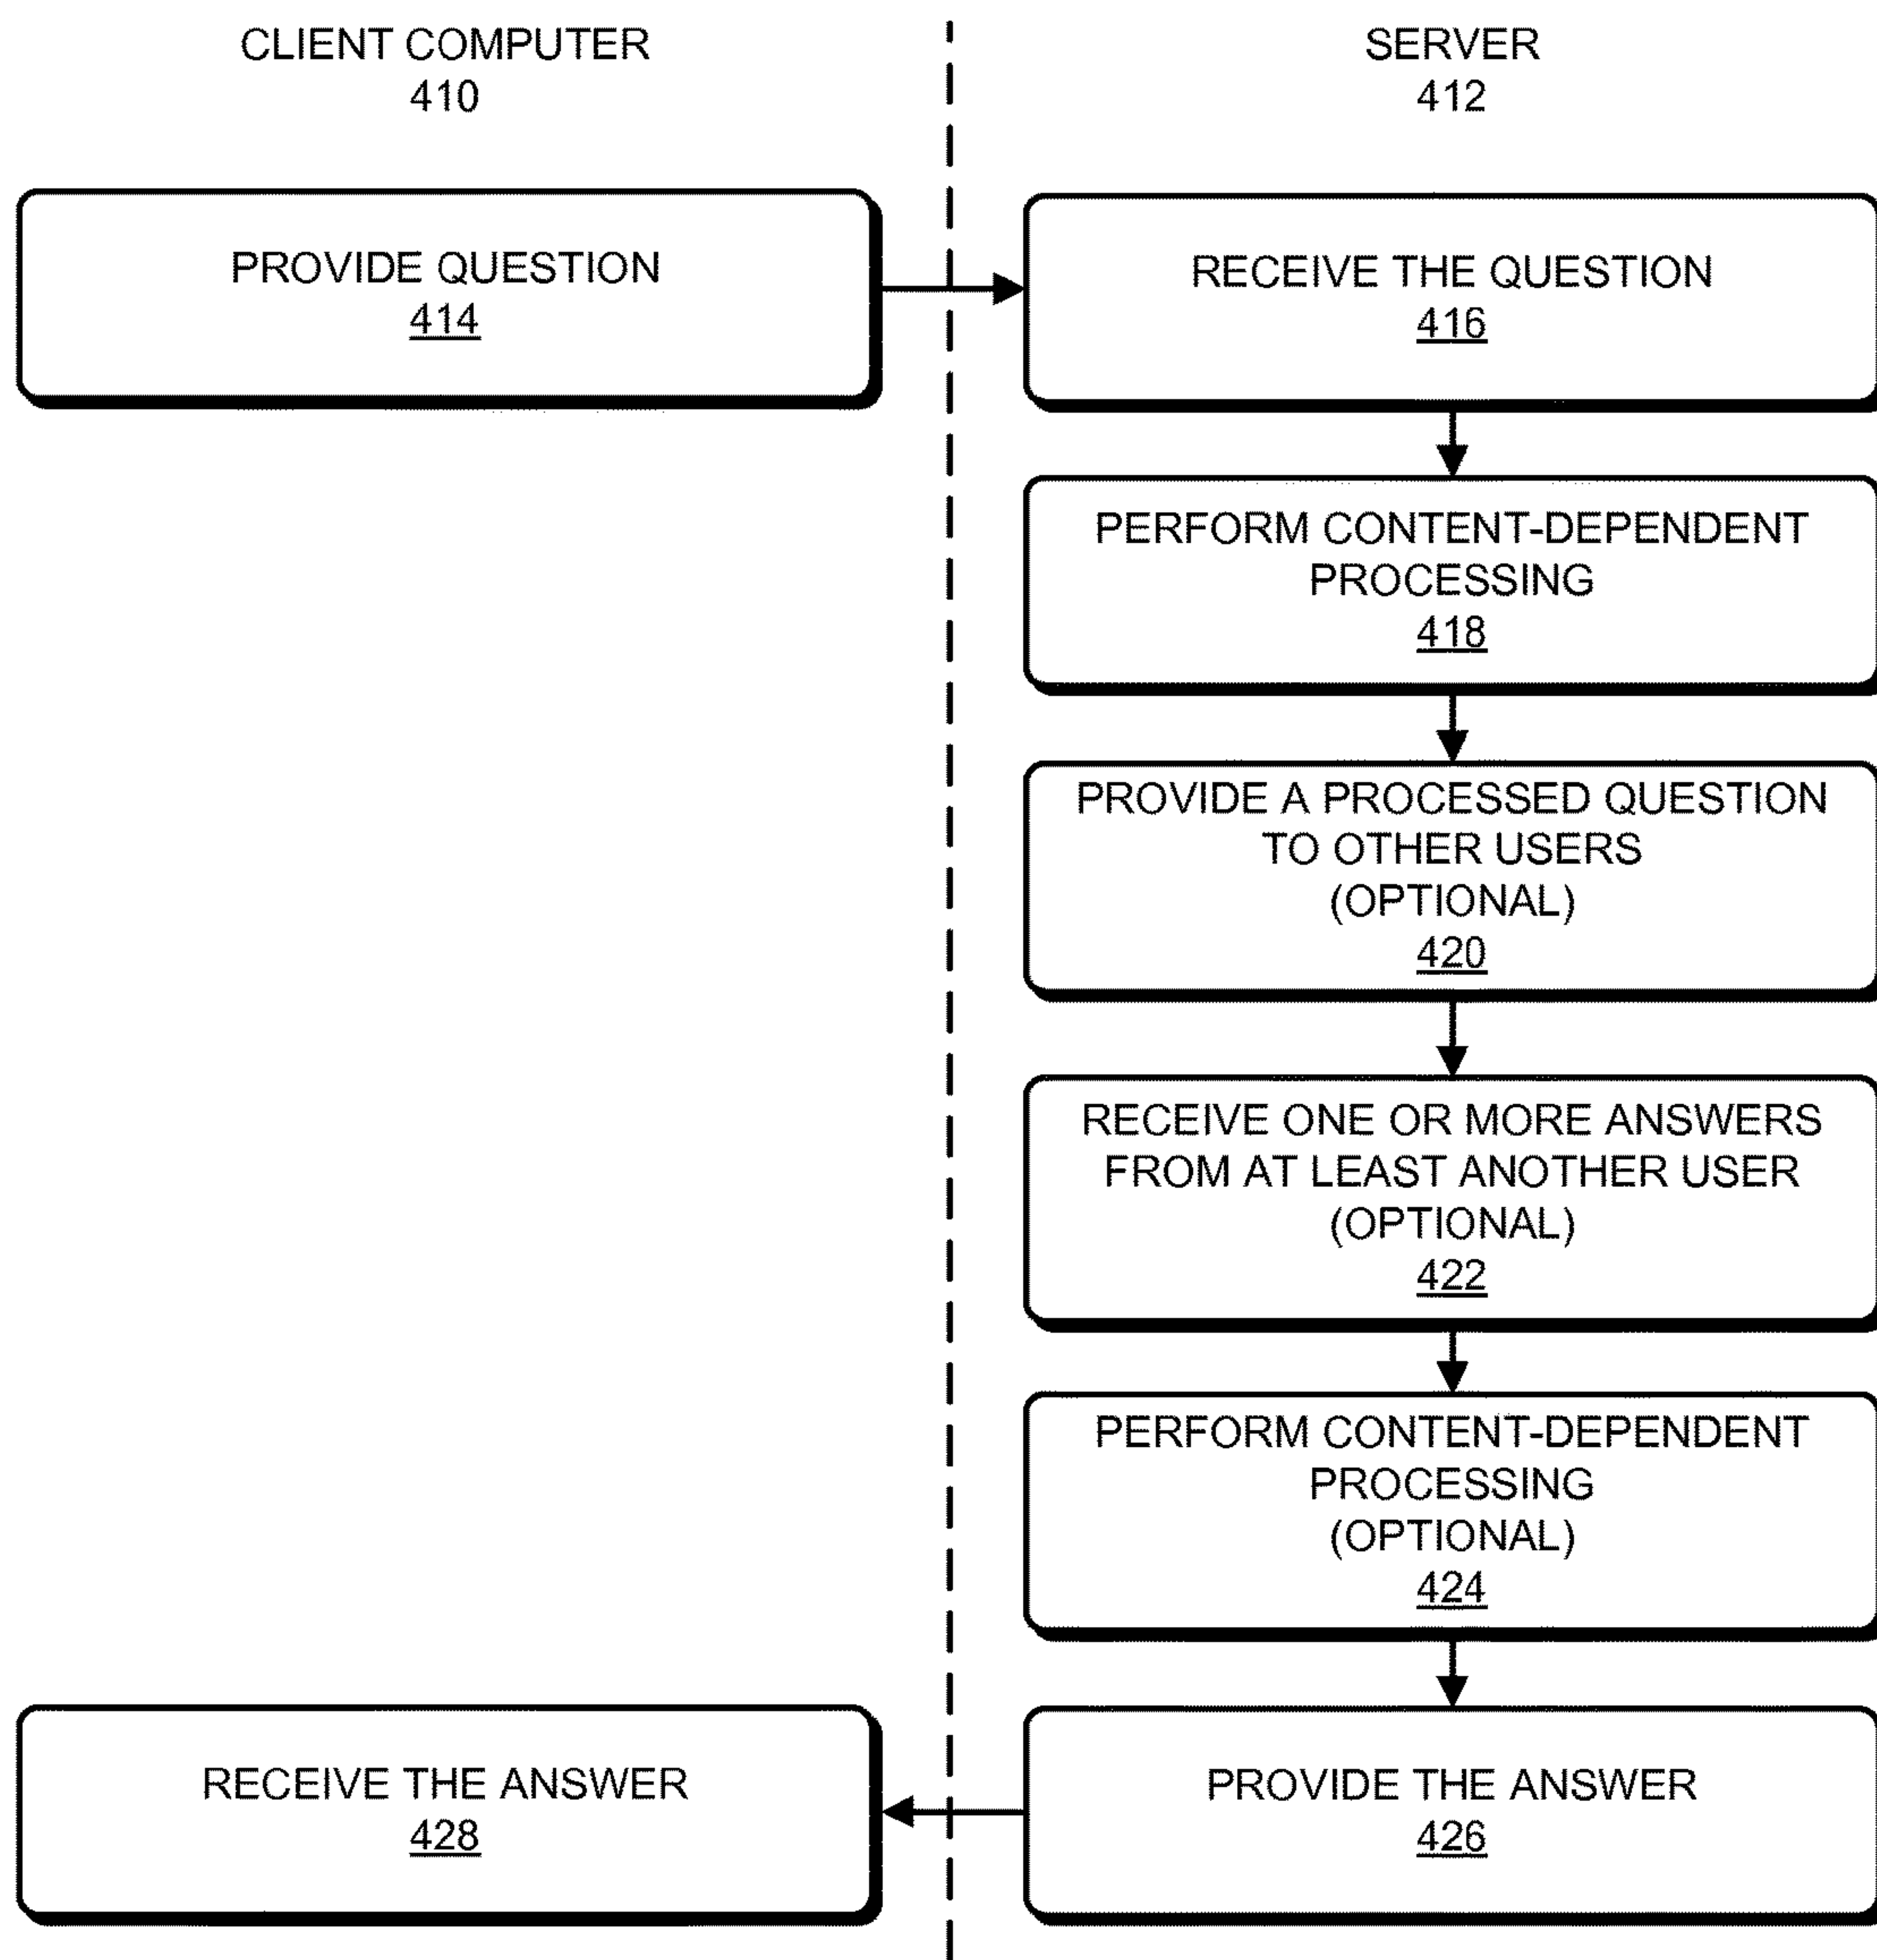 CLIENT COMPUTER
410
SERVER
412
PROVIDE QUESTION
414
RECEIVE THE QUESTION
416
PERFORM CONTENT-DEPENDENT
PROCESSING
418
PROVIDE A PROCESSED QUESTION
TO OTHER USERS
(OPTIONAL)
420
RECEIVE ONE OR MORE ANSWERS
FROM AT LEAST ANOTHER USER
(OPTIONAL)
422
PERFORM CONTENT-DEPENDENT
PROCESSING
(OPTIONAL)
424
PROVIDE THE ANSWER
426
RECEIVE THE ANSWER
428